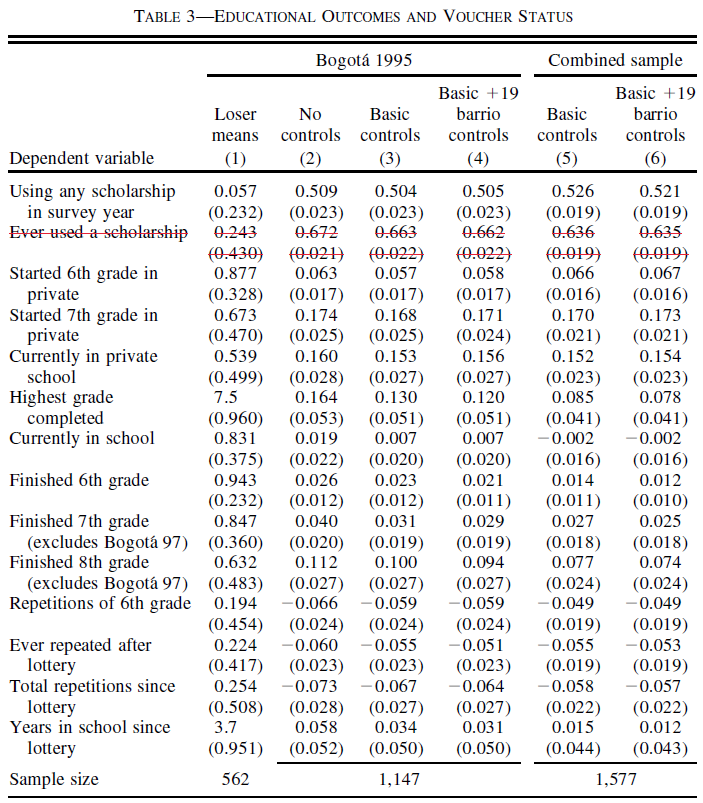 TABLE 3—EDUCATIONAL OUTCOMES AND VOUCHER STATUS
Bogotá 1995 Combined sample
Basic +19 Basic +19
Loser No Basic barrio Basic barrio
means controls controls controls controls controls
Dependent variable (1) (2) (3) (4) (5) (6)
Using any scholarship 0.057 0.509 0.504 0.505 0.526 0.521
in survey year (0.232) (0.023) (0.023) (0.023) (0.019) (0.019)
Ever used a scholarship 0.243 0.672 0.663 0.662 0.636 0.635
(0.430) (0.021) (0.022) (0.022) (0.019) (0.019)
Started 6th grade in 0.877 0.063 0.057 0.058 0.066 0.067
private (0.328) (0.017) (0.017) (0.017) (0.016) (0.016)
Started 7th grade in 0.673 0.174 0.168 0.171 0.170 0.173
private (0.470) (0.025) (0.025) (0.024) (0.021) (0.021)
Currently in private 0.539 0.160 0.153 0.156 0.152 0.154
school (0.499) (0.028) (0.027) (0.027) (0.023) (0.023)
Highest grade 7.5 0.164 0.130 0.120 0.085 0.078
completed (0.960) (0.053) (0.051) (0.051) (0.041) (0.041)
Currently in school 0.831 0.019 0.007 0.007 −0.002 −0.002
(0.375) (0.022) (0.020) (0.020) (0.016) (0.016)
Finished 6th grade 0.943 0.026 0.023 0.021 0.014 0.012
(0.232) (0.012) (0.012) (0.011) (0.011) (0.010)
Finished 7th grade 0.847 0.040 0.031 0.029 0.027 0.025
(excludes Bogotá 97) (0.360) (0.020) (0.019) (0.019) (0.018) (0.018)
Finished 8th grade 0.632 0.112 0.100 0.094 0.077 0.074
(excludes Bogotá 97) (0.483) (0.027) (0.027) (0.027) (0.024) (0.024)
Repetitions of 6th grade 0.194 −0.066 −0.059 −0.059 −0.049 −0.049
(0.454) (0.024) (0.024) (0.024) (0.019) (0.019)
Ever repeated after 0.224 −0.060 −0.055 −0.051 −0.055 −0.053
lottery (0.417) (0.023) (0.023) (0.023) (0.019) (0.019)
Total repetitions since 0.254 −0.073 −0.067 −0.064 −0.058 −0.057
lottery (0.508) (0.028) (0.027) (0.027) (0.022) (0.022)
Years in school since 3.7 0.058 0.034 0.031 0.015 0.012
lottery (0.951) (0.052) (0.050) (0.050) (0.044) (0.043)
Sample size 562 1,147 1,577